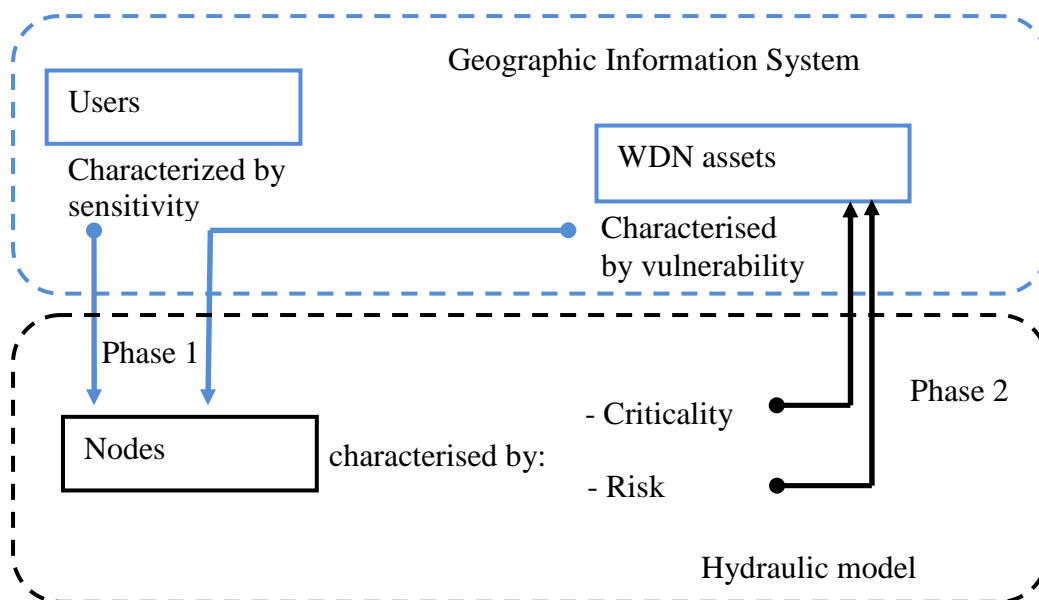 Geographic Information System
Users
WDN assets
Characterized by
sensitivity
Characterised
by vulnerability
Phase 1
Phase 2
- Criticality
Nodes
characterised by:
- Risk
Hydraulic model